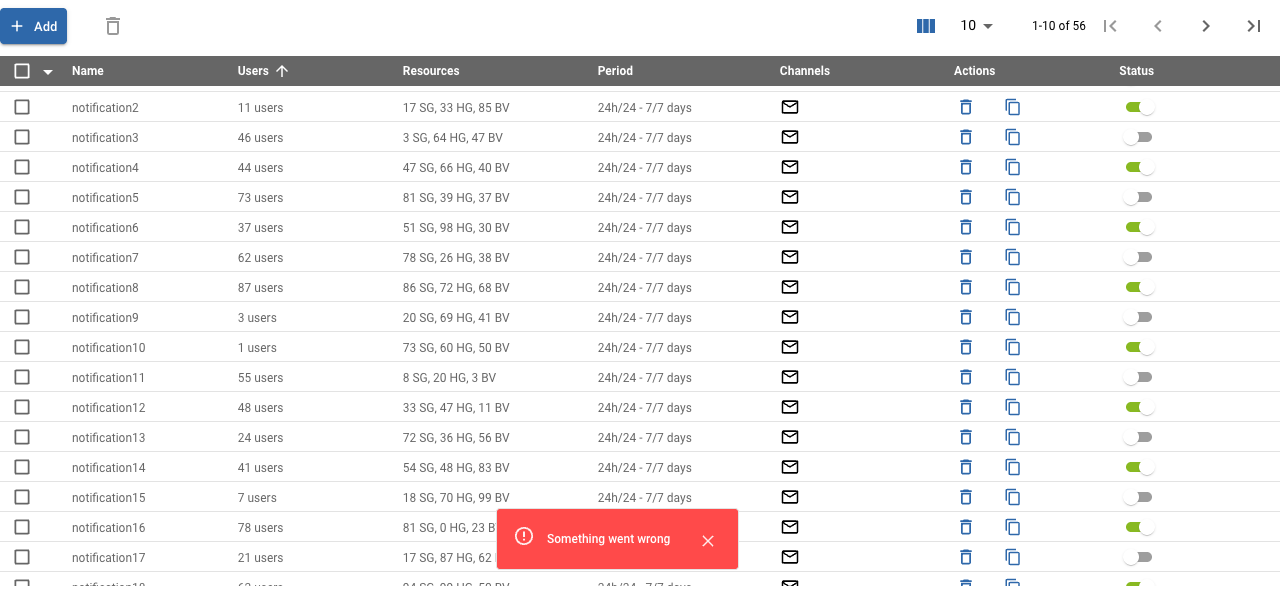 Add 10 1-10 of 56
Name Users Resources Period Channels Actions Status
notification2 11 users 17 SG, 33 HG, 85 BV 24h/24 - 7/7 days
notification3 46 users 3 SG, 64 HG, 47 BV 24h/24 - 7/7 days
notification4 44 users 47 SG, 66 HG, 40 BV 24h/24 - 7/7 days
notification5 73 users 81 SG, 39 HG, 37 BV 24h/24 - 7/7 days
notification6 37 users 51 SG, 98 HG, 30 BV 24h/24 - 7/7 days
notification7 62 users 78 SG, 26 HG, 38 BV 24h/24 - 7/7 days
notification8 87 users 86 SG, 72 HG, 68 BV 24h/24 - 7/7 days
notification9 3 users 20 SG, 69 HG, 41 BV 24h/24 - 7/7 days
notification10 1 users 73 SG, 60 HG, 50 BV 24h/24 - 7/7 days
notification11 55 users 8 SG, 20 HG, 3 BV 24h/24 - 7/7 days
notification12 48 users 33 SG, 47 HG, 11 BV 24h/24 - 7/7 days
notification13 24 users 72 SG, 36 HG, 56 BV 24h/24 - 7/7 days
notification14 41 users 54 SG, 48 HG, 83 BV 24h/24 - 7/7 days
notification15 7 users 18 SG, 70 HG, 99 BV 24h/24 - 7/7 days
notification16 78 users 81 SG, 0 HG, 23
Something went wrong
notification17 21 users 17 SG, 87 HG, 62